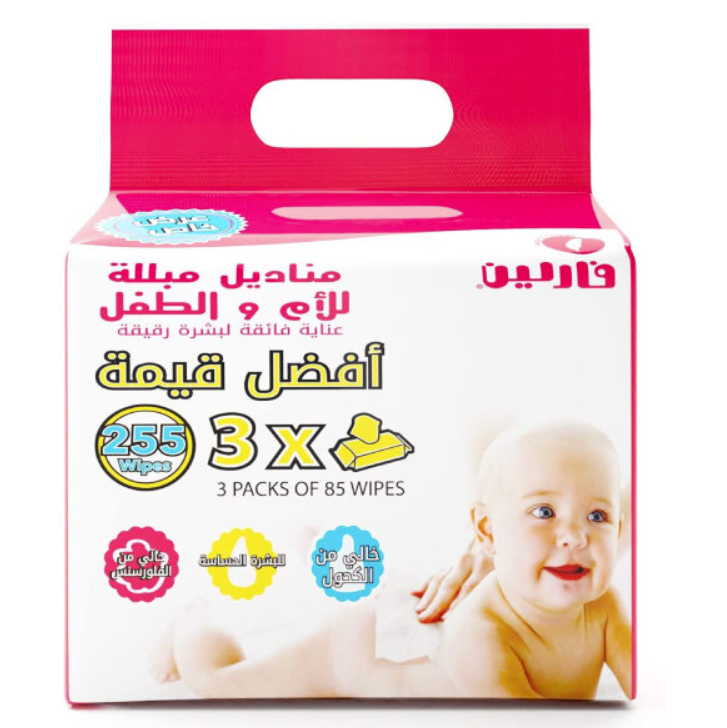 عرض
خاص
فارلين®
مناديل مبللة
للأم و الطفل
عناية فائقة لبشرة رقيقة
أفضل قيمة
255
Wipes
3 x
3 PACKS OF 85 WIPES
خالي من
الفلورسنس
للبشرة الحساسة
خالي من
الكحول